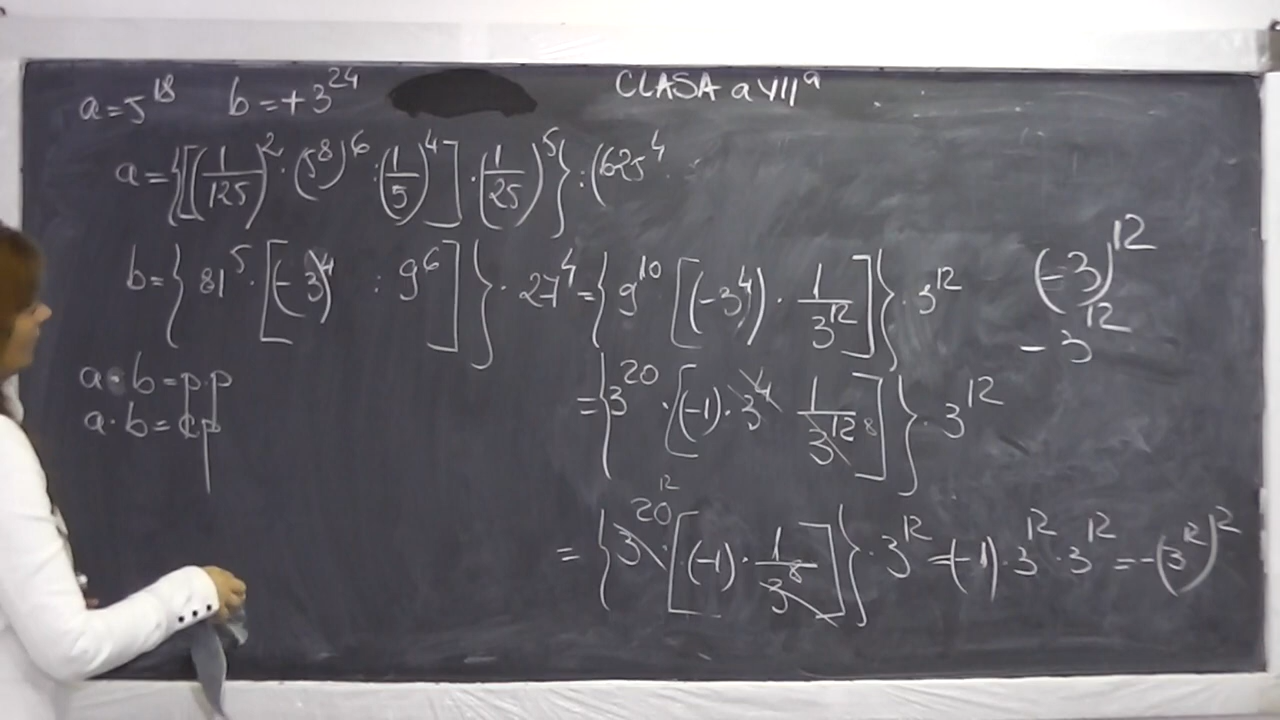 CLASA a VII ª
a = 5^18 b = + 3^24
a = {[(1/125)^2 · (5^8)^6 : (1/5)^4] · (1/25)^5} : (625^4
b = {81^5 · [(-3)^4 : 9^6]} · 27^4 = {9^10 [(-3^4) · 1/3^12]} · 3^12
(-3)^12
- 3^12
a · b = p.p
a · b = cp
= {3^20 · [(-1) · 3^4 1/3^12 8]} · 3^12
= {3^20 12 · [(-1) · 1/3^8]} · 3^12 = (-1) · 3^12 · 3^12 = -(3^12)^2